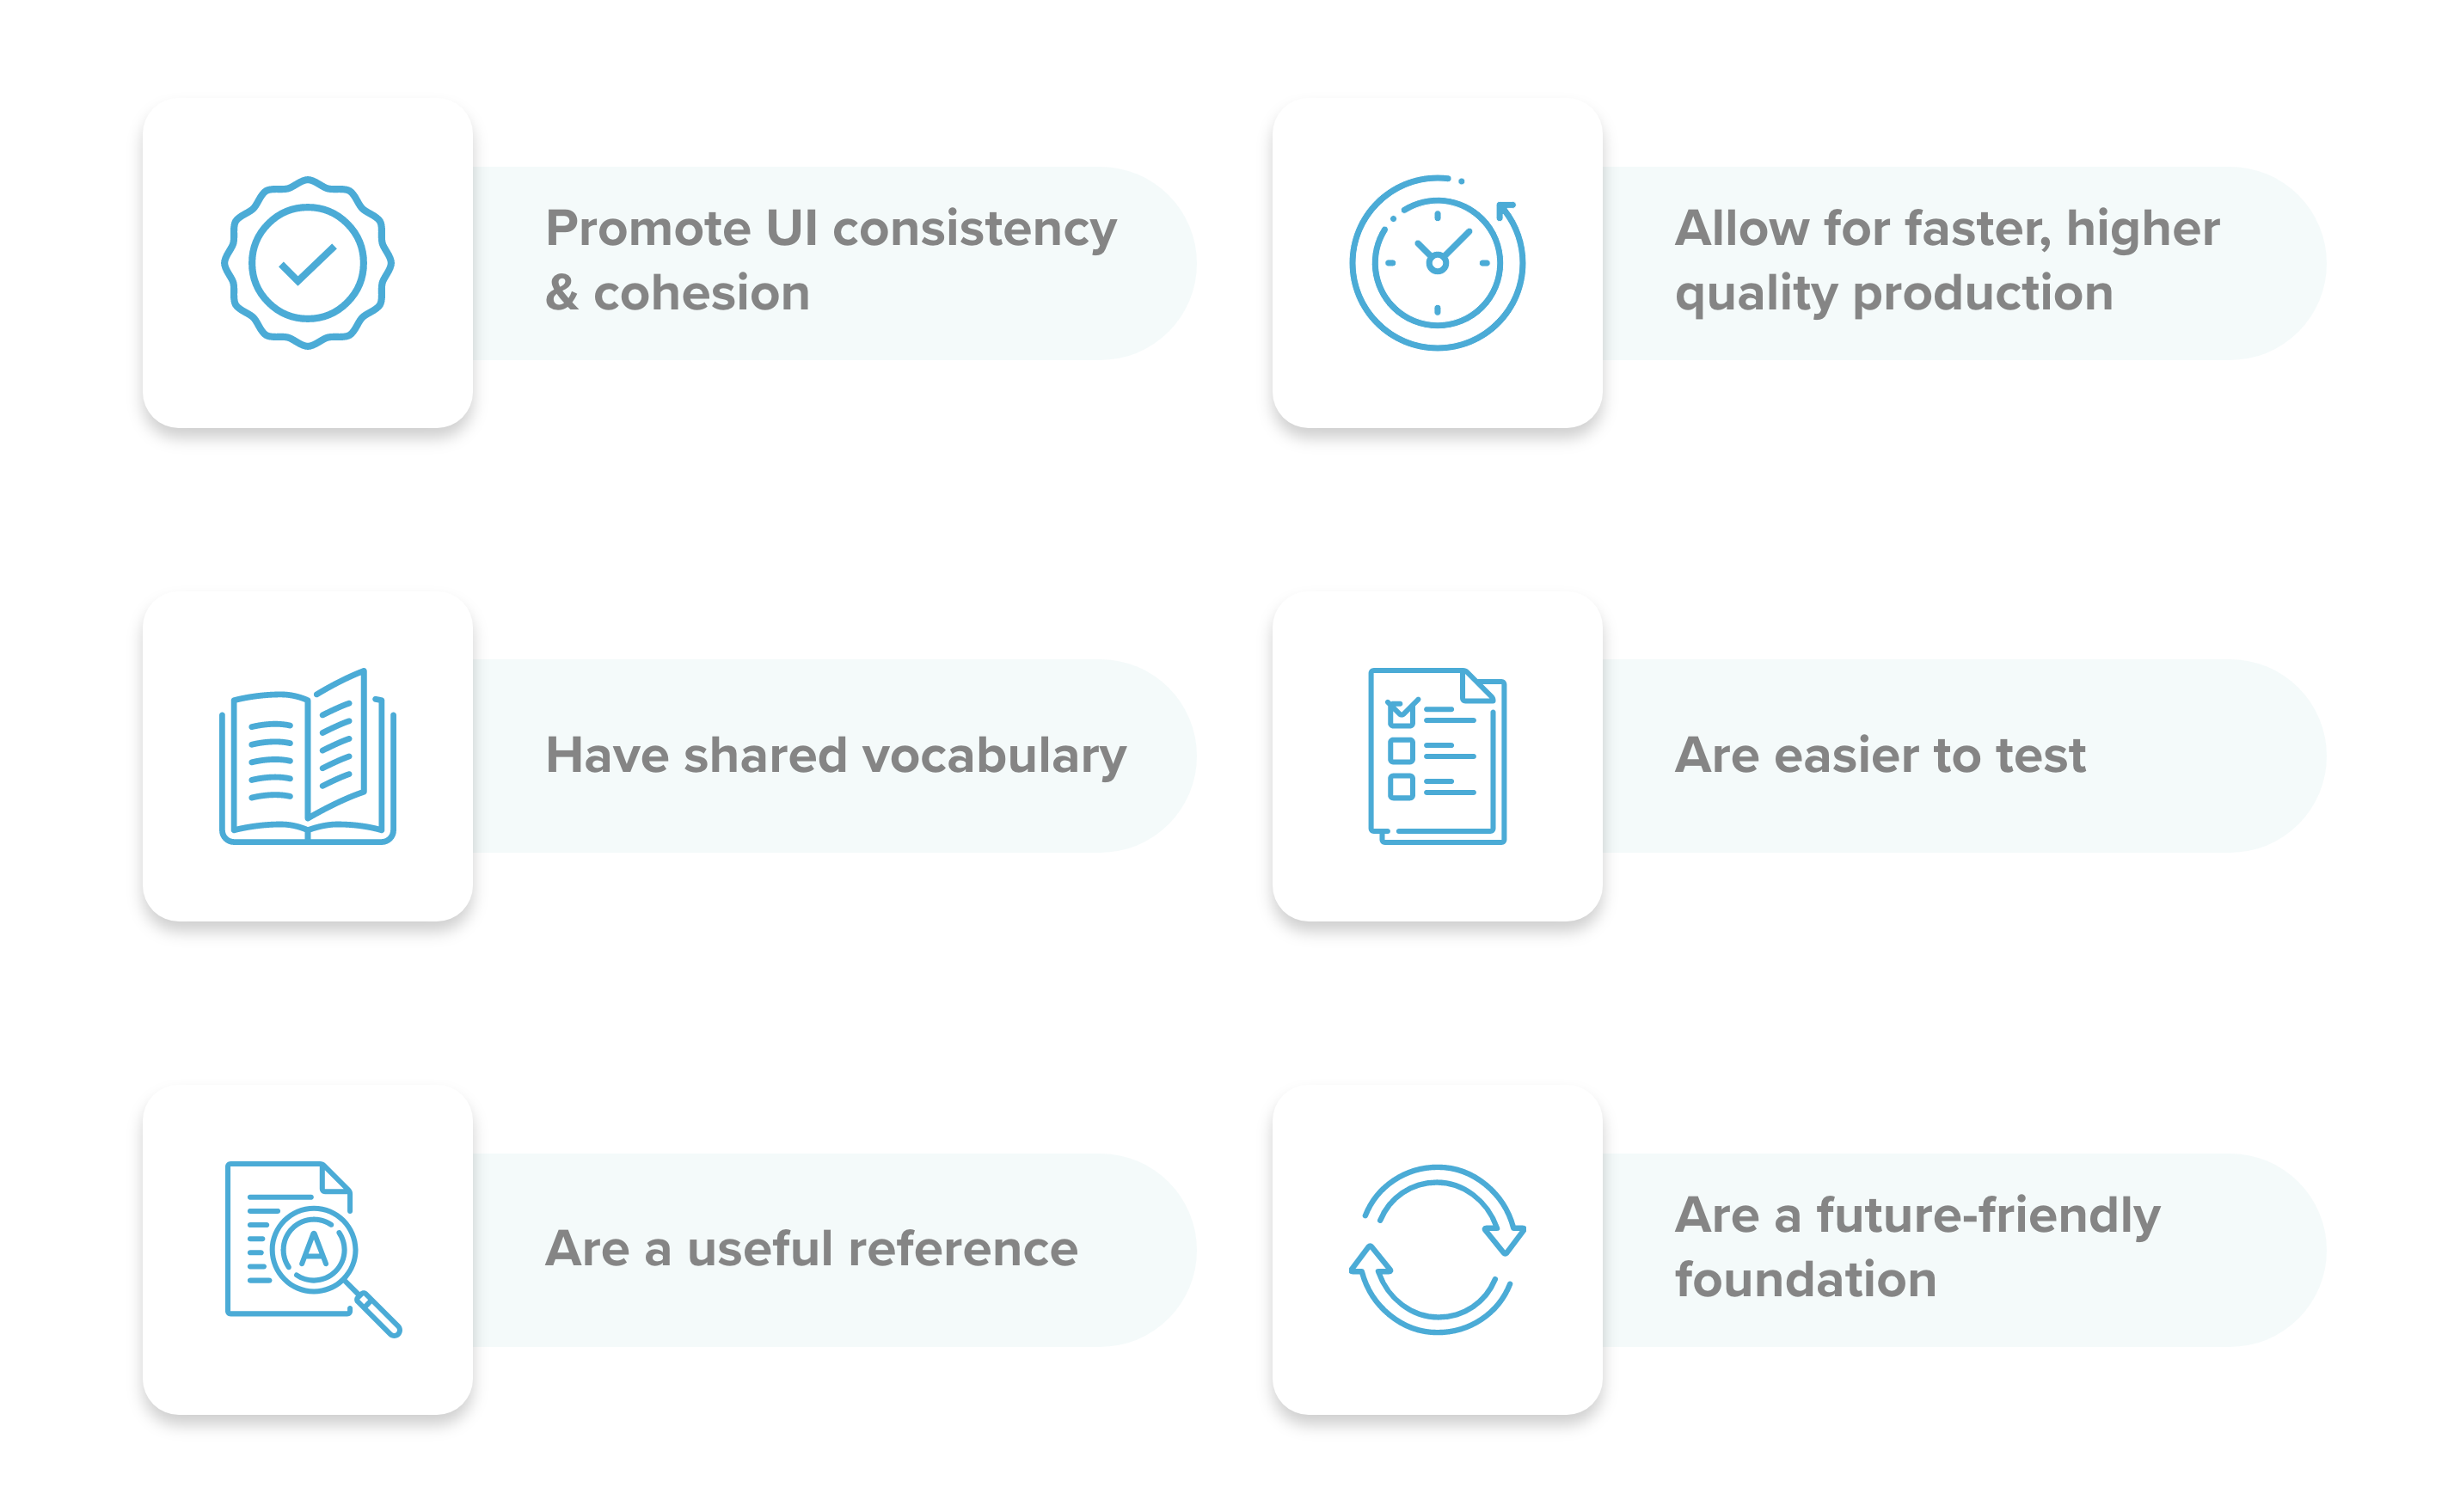 Promote UI consistency
& cohesion
Allow for faster, higher
quality production
Have shared vocabulary
Are easier to test
A
Are a useful reference
Are a future-friendly
foundation